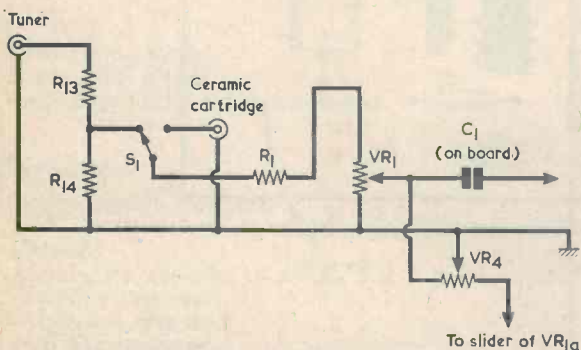 Tuner
R13
Ceramic
cartridge
C1
(on board.)
S1
R1
VR1
R14
VR4
To slider of VR1a